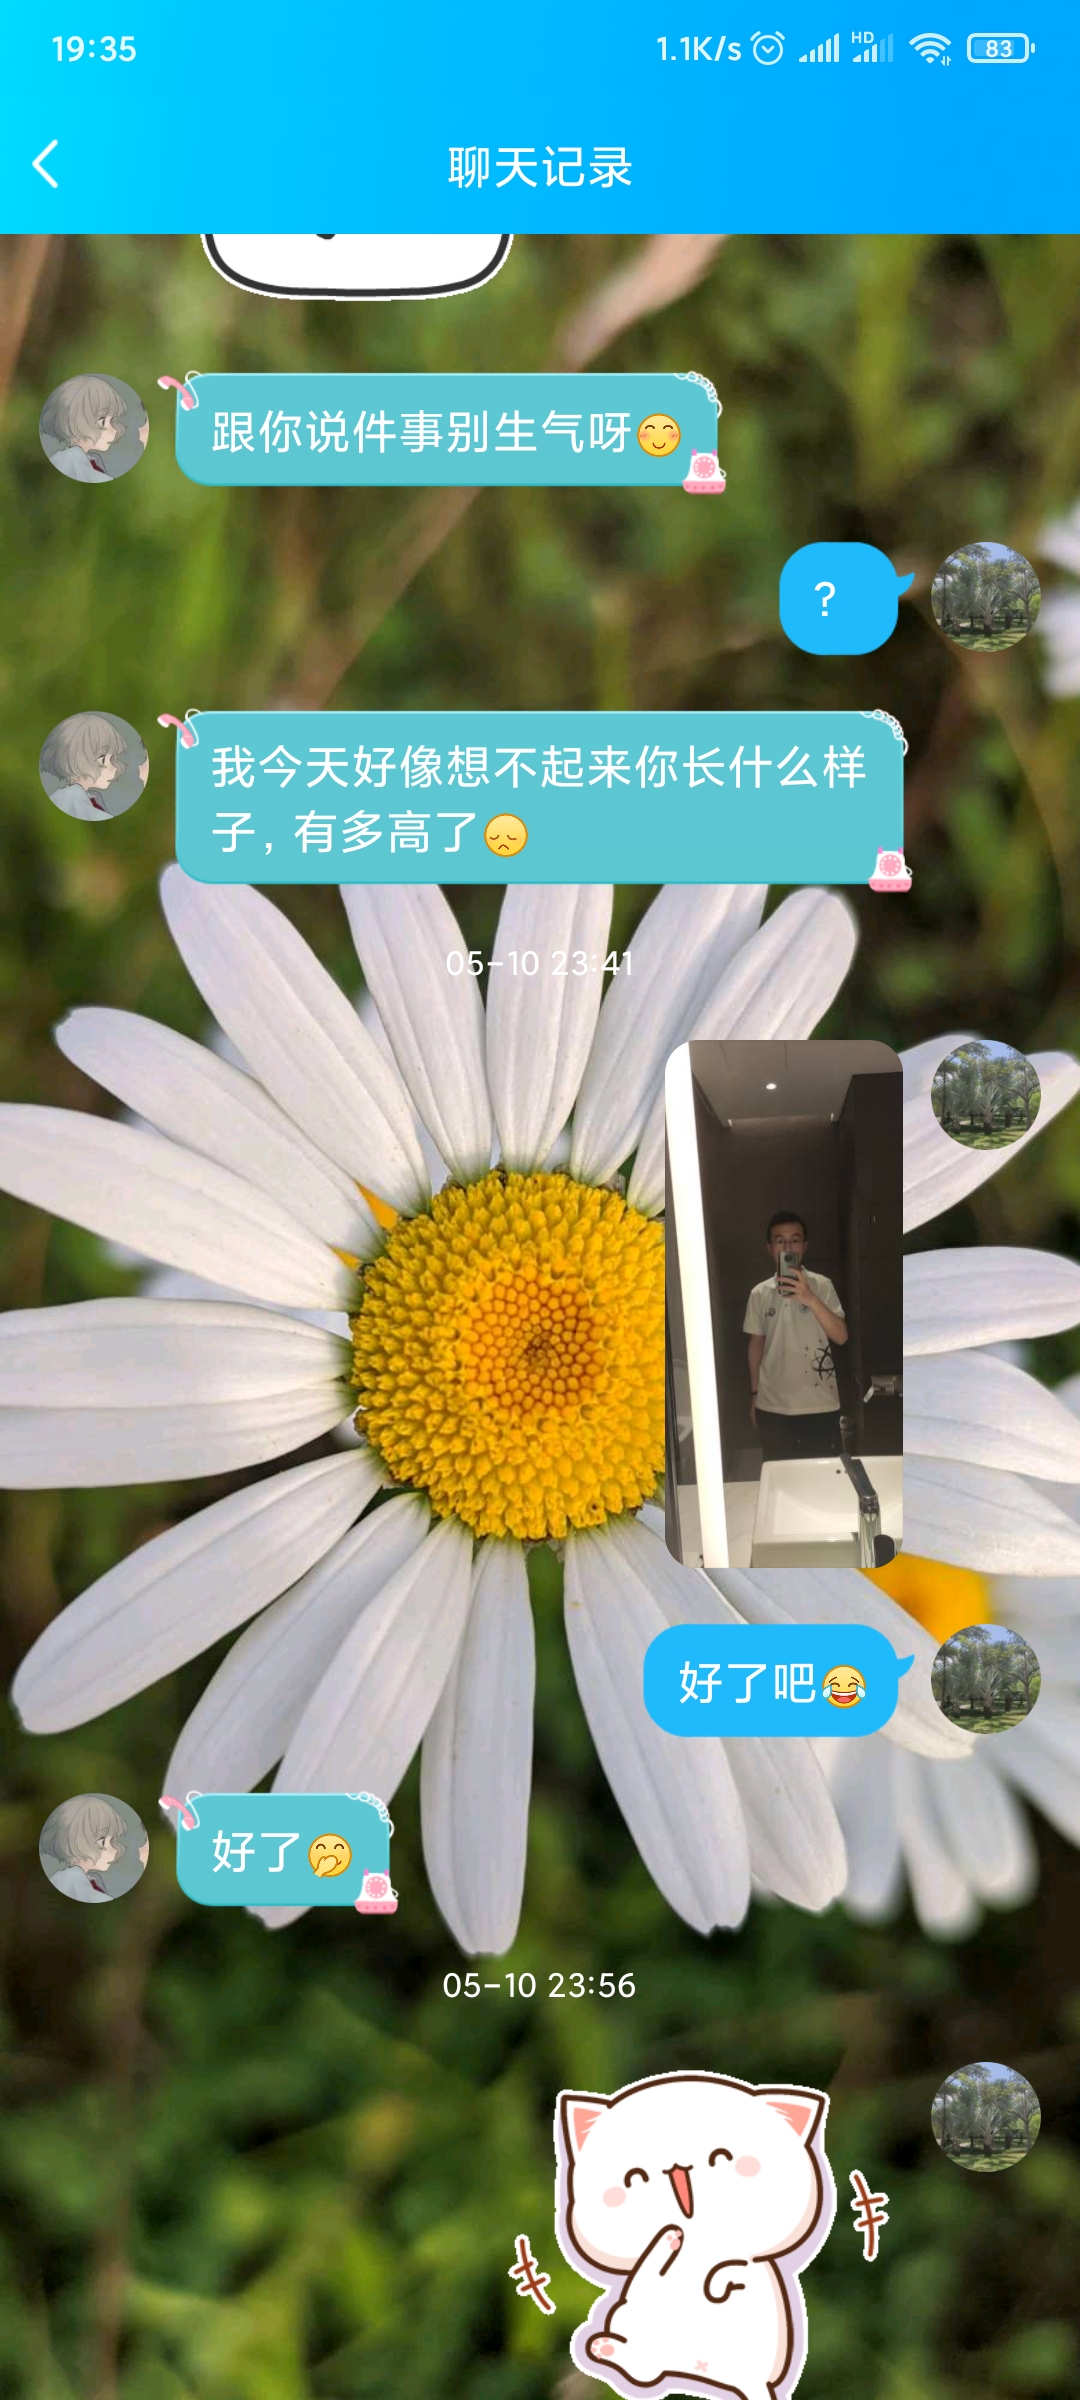 19:35
1.1K/s HD 83
聊天记录
跟你说件事别生气呀😊
？
我今天好像想不起来你长什么样
子，有多高了😞
05-10 23:41
好了吧😂
好了🤭
05-10 23:56